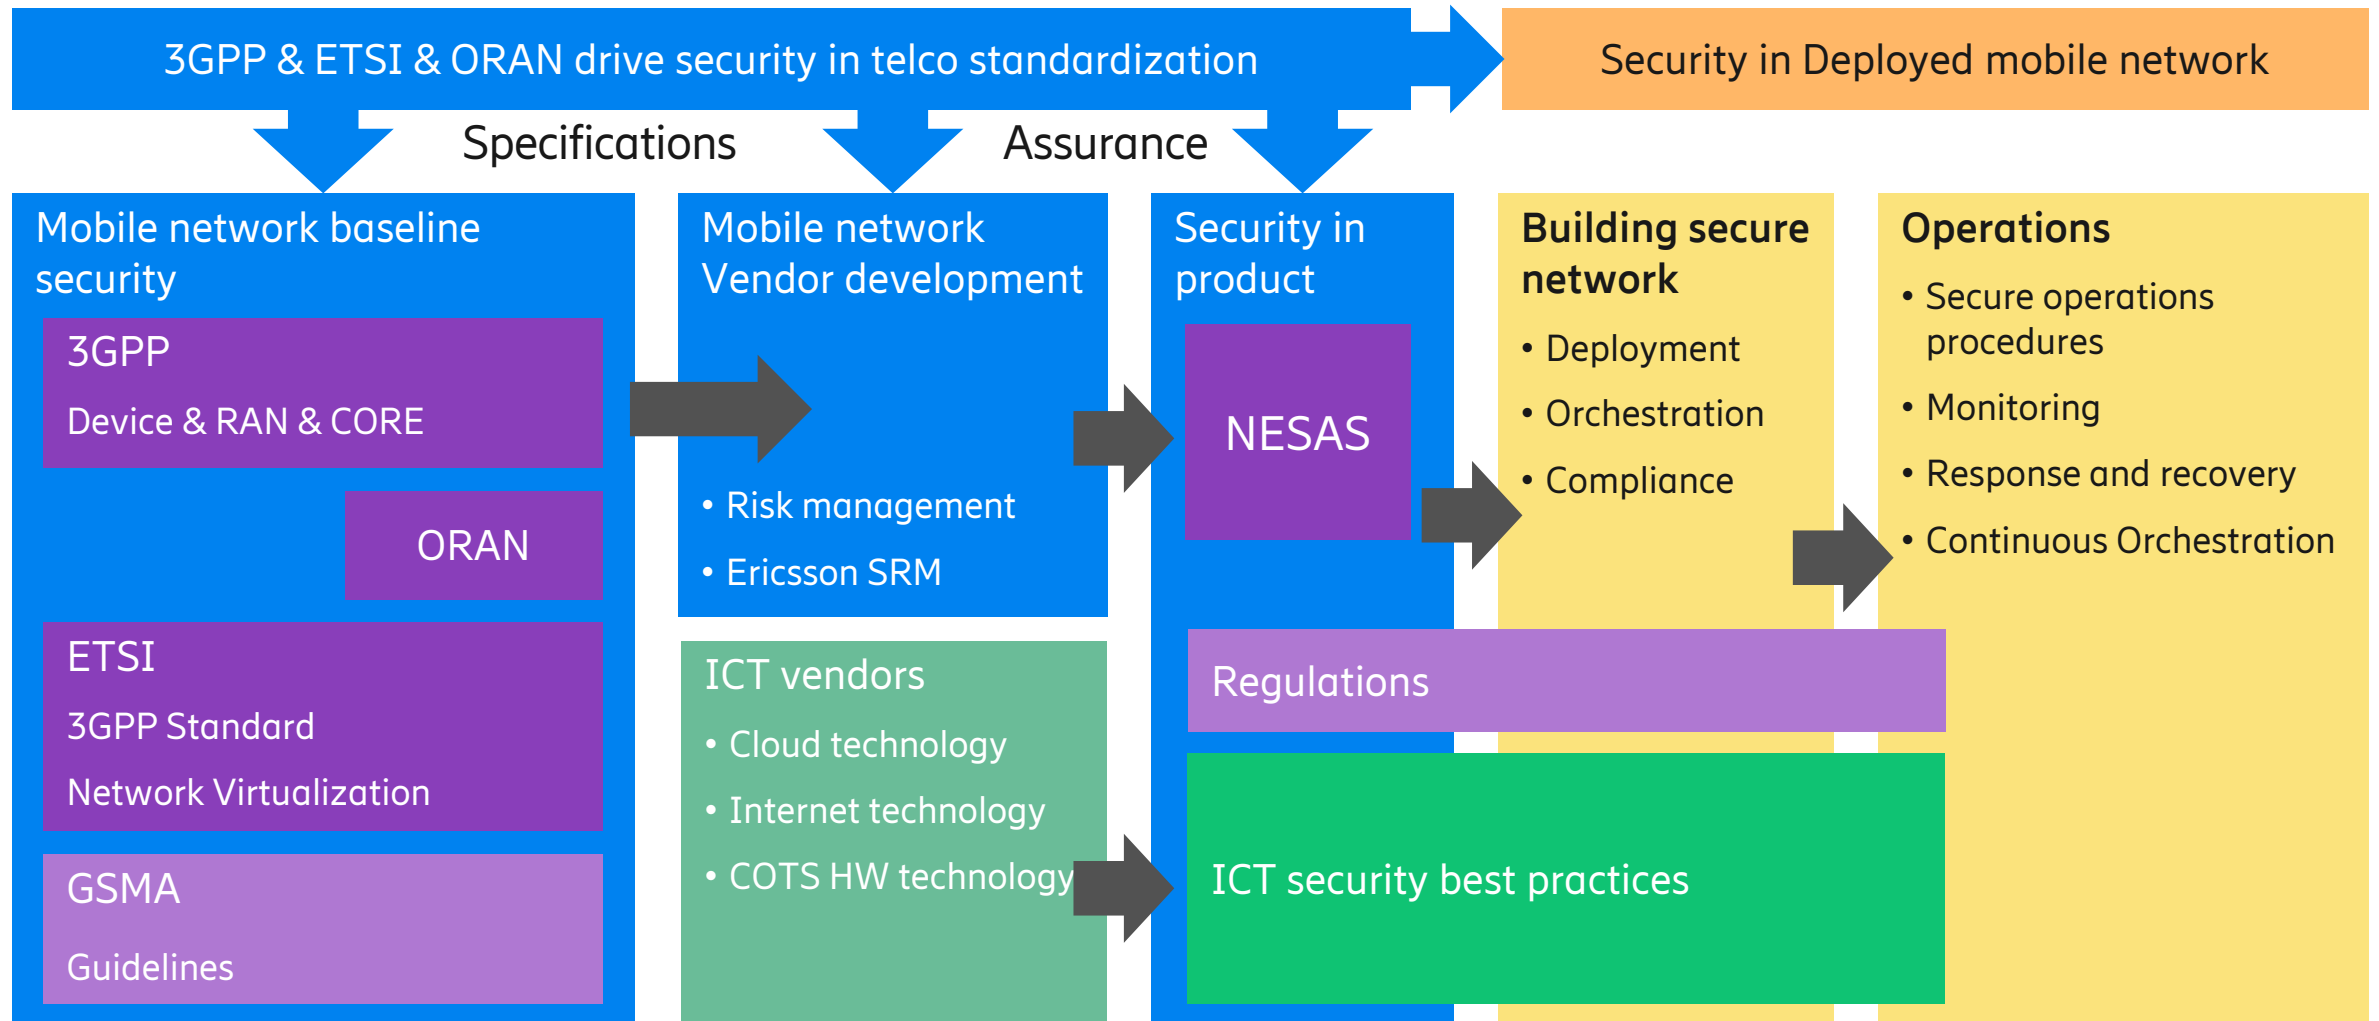 3GPP & ETSI & ORAN drive security in telco standardization
Security in Deployed mobile network
Specifications
Assurance
Mobile network baseline
security
3GPP
Device & RAN & CORE
ORAN
ETSI
3GPP Standard
Network Virtualization
GSMA
Guidelines
Mobile network
Vendor development
• Risk management
• Ericsson SRM
ICT vendors
• Cloud technology
• Internet technology
• COTS HW technology
Security in
product
NESAS
Building secure
network
• Deployment
• Orchestration
• Compliance
Operations
• Secure operations
procedures
• Monitoring
• Response and recovery
• Continuous Orchestration
Regulations
ICT security best practices